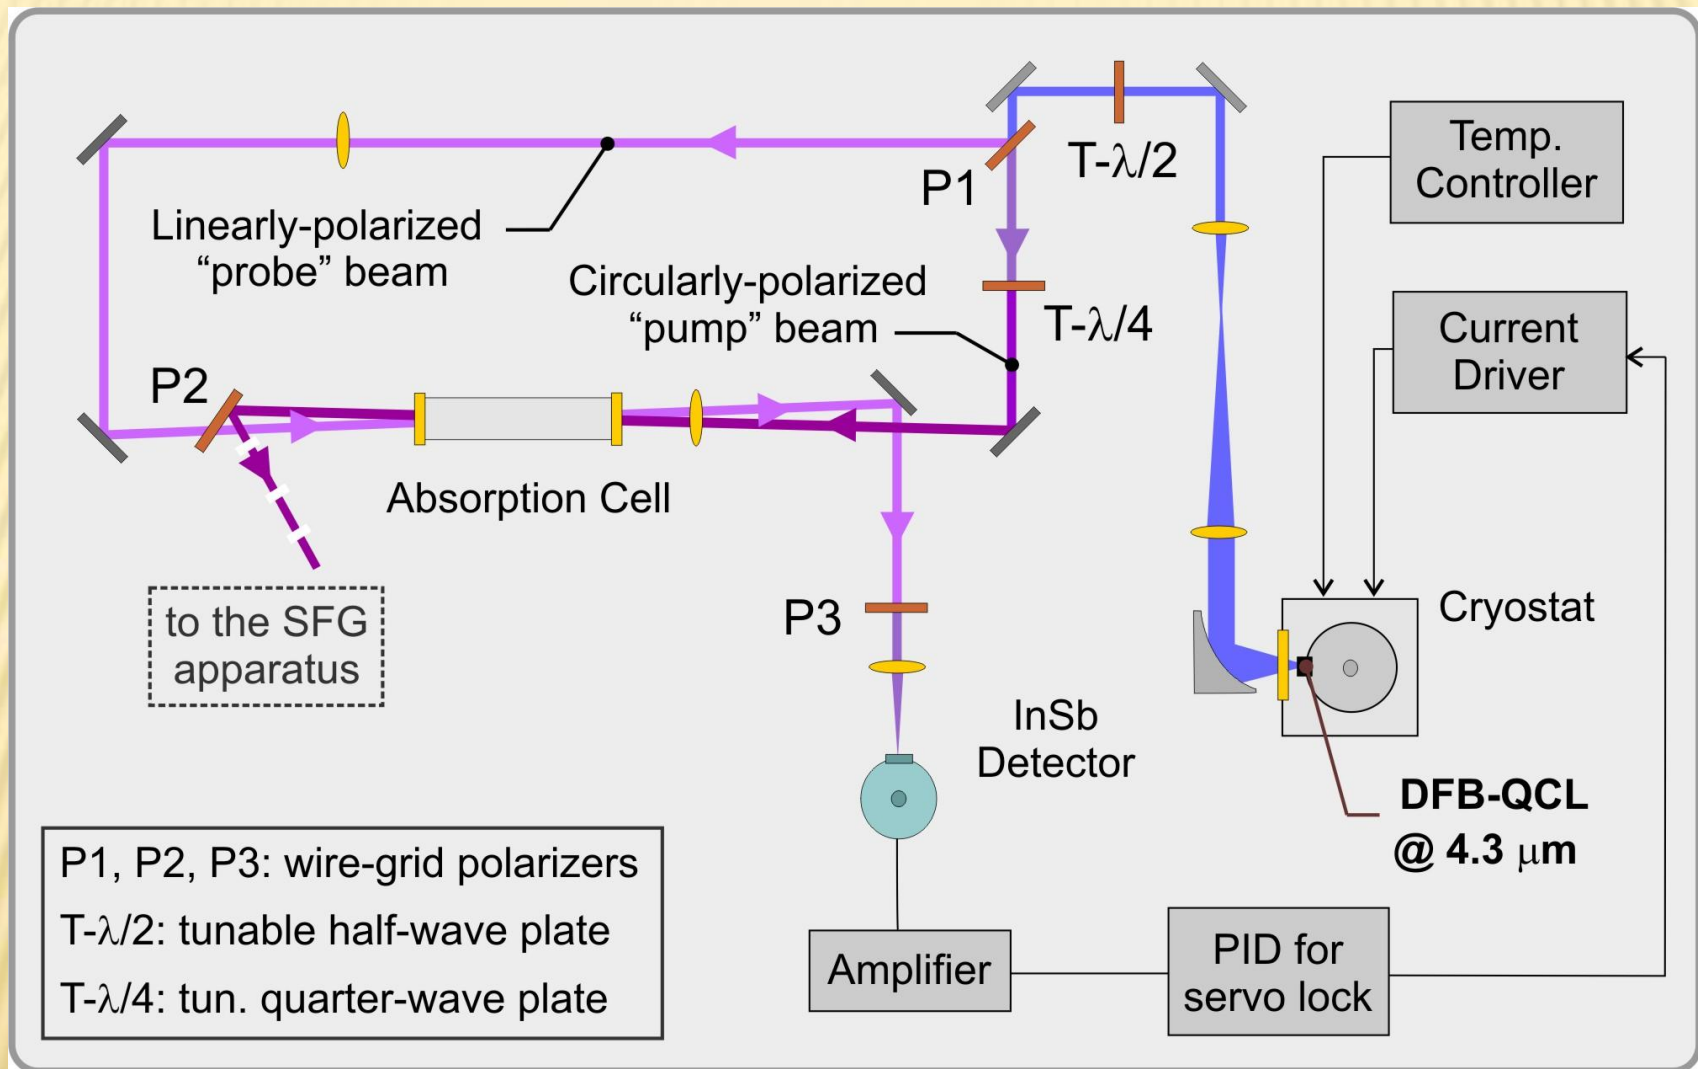 P1
T-λ/2
Temp.
Controller
Linearly-polarized
“probe” beam
Circularly-polarized
“pump” beam
T-λ/4
Current
Driver
P2
Absorption Cell
to the SFG
apparatus
P3
Cryostat
InSb
Detector
DFB-QCL
@ 4.3 μm
P1, P2, P3: wire-grid polarizers
T-λ/2: tunable half-wave plate
T-λ/4: tun. quarter-wave plate
Amplifier
PID for
servo lock